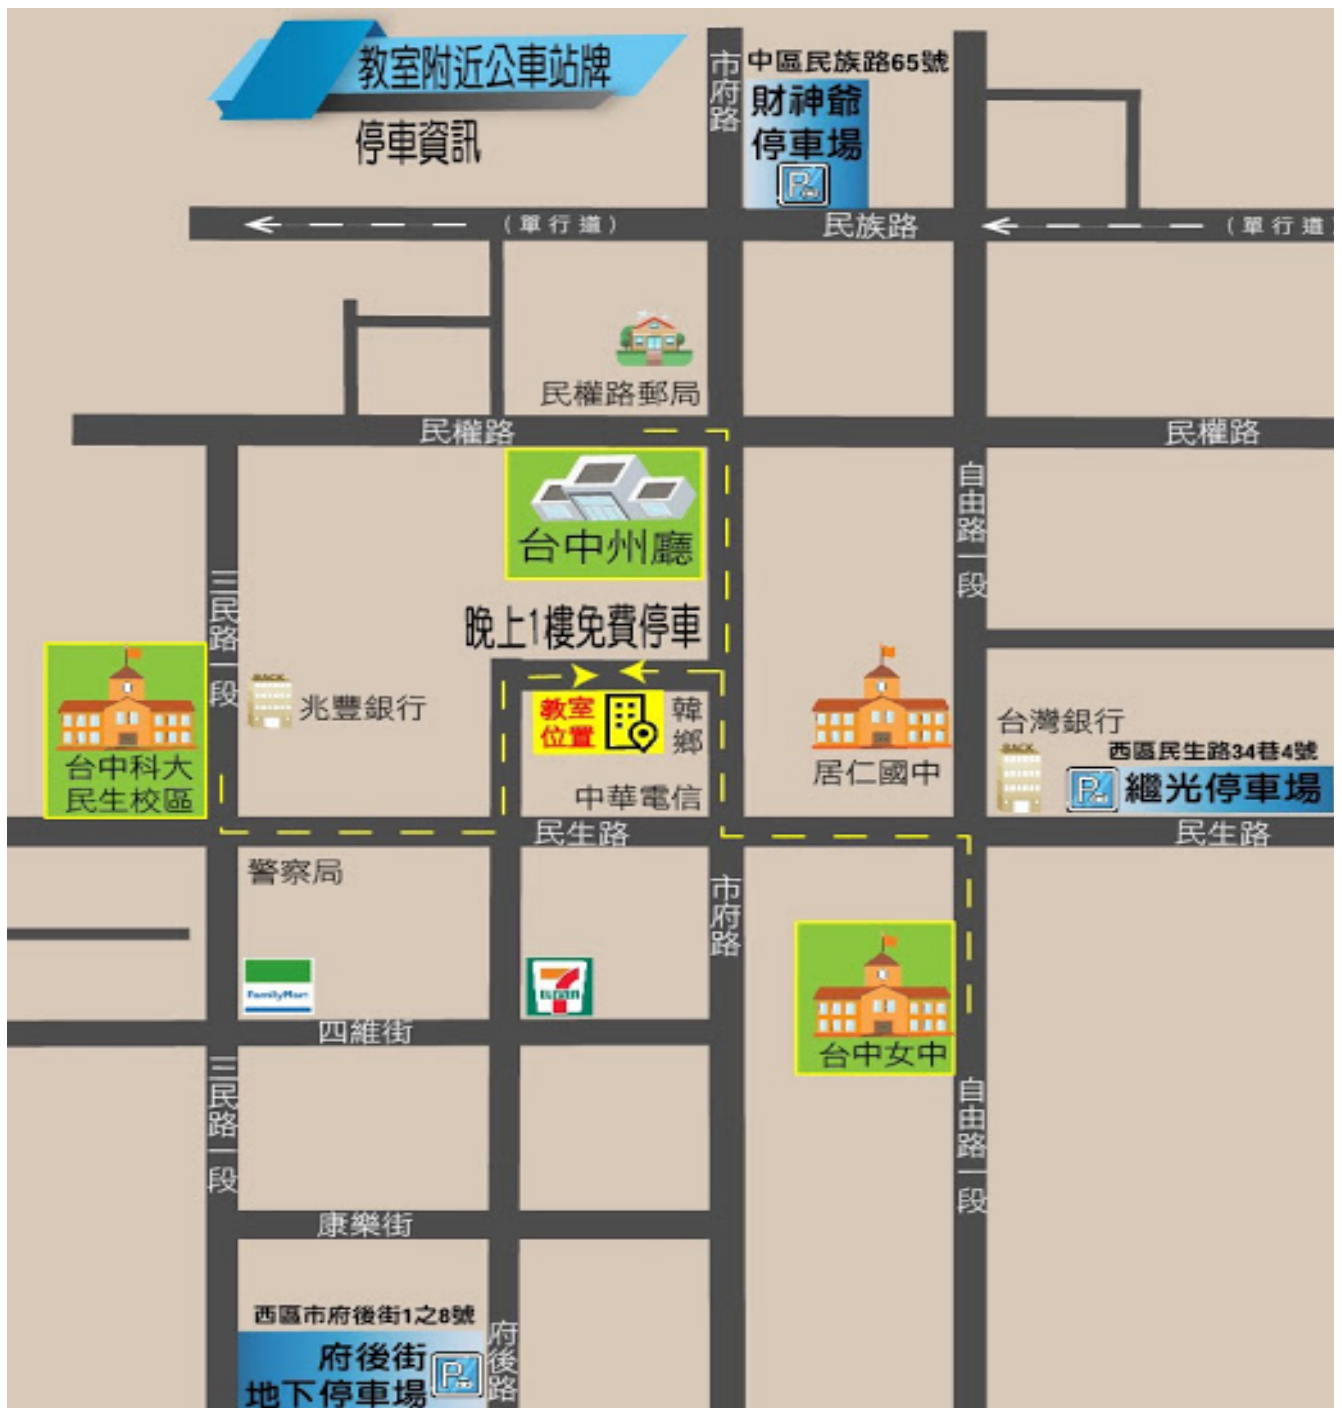 教室附近公車站牌
停車資訊
市府路
中區民族路65號
財神爺
停車場
P
(單行道)
民族路
(單行道)
民權路郵局
民權路
民權路
台中州廳
自由路一段
三民路一段
晚上1樓免費停車
台中科大
民生校區
BACK
兆豐銀行
教室
位置
韓鄉
中華電信
居仁國中
台灣銀行
BACK
西區民生路34巷4號
P
繼光停車場
民生路
民生路
警察局
市府路
FamilyMart
7
ELEVEN
台中女中
四維街
三民路一段
自由路一段
康樂街
西區市府後街1之8號
府後街
地下停車場
P
府後路